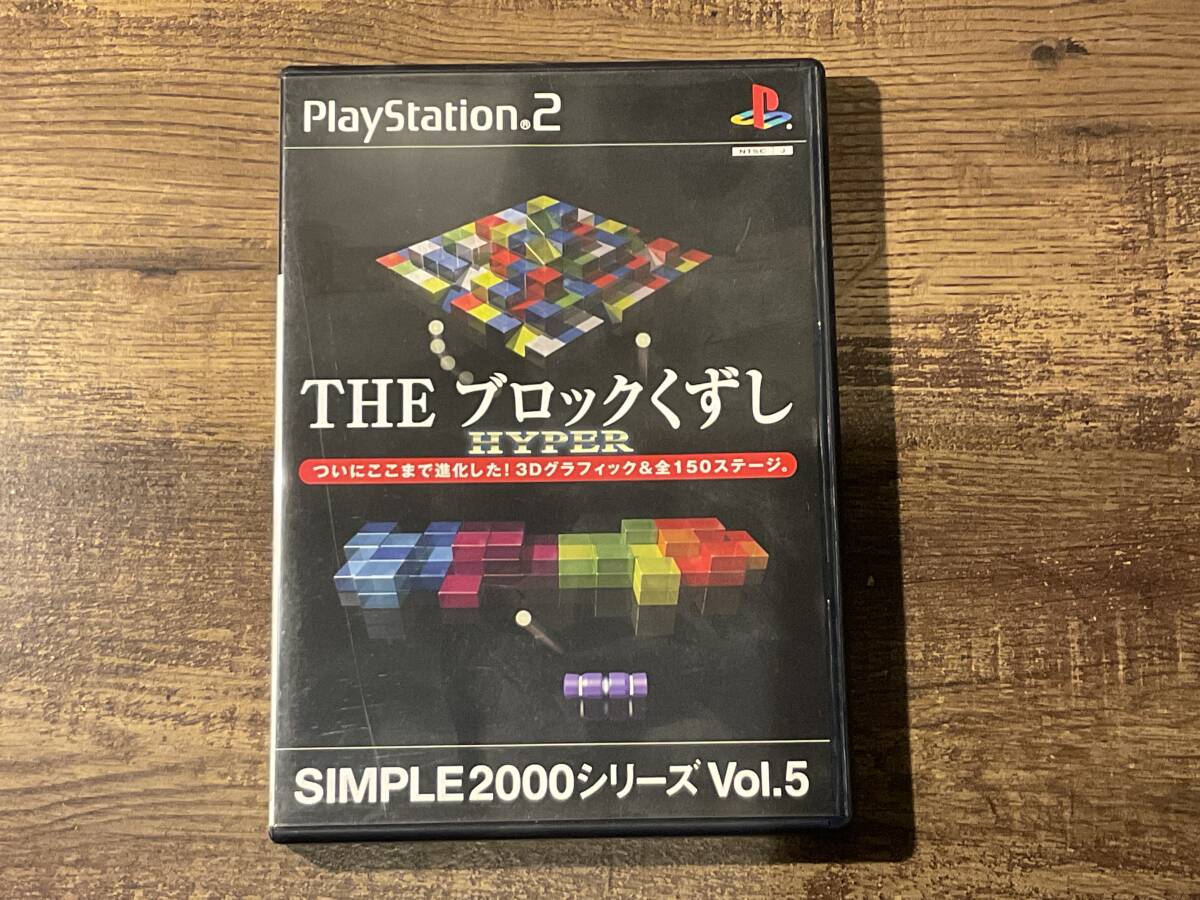 PlayStation®2
NTSC J
THE ブロックくずし
HYPER
ついにここまで進化した!3Dグラフィック&全150ステージ。
SIMPLE2000シリーズ Vol.5